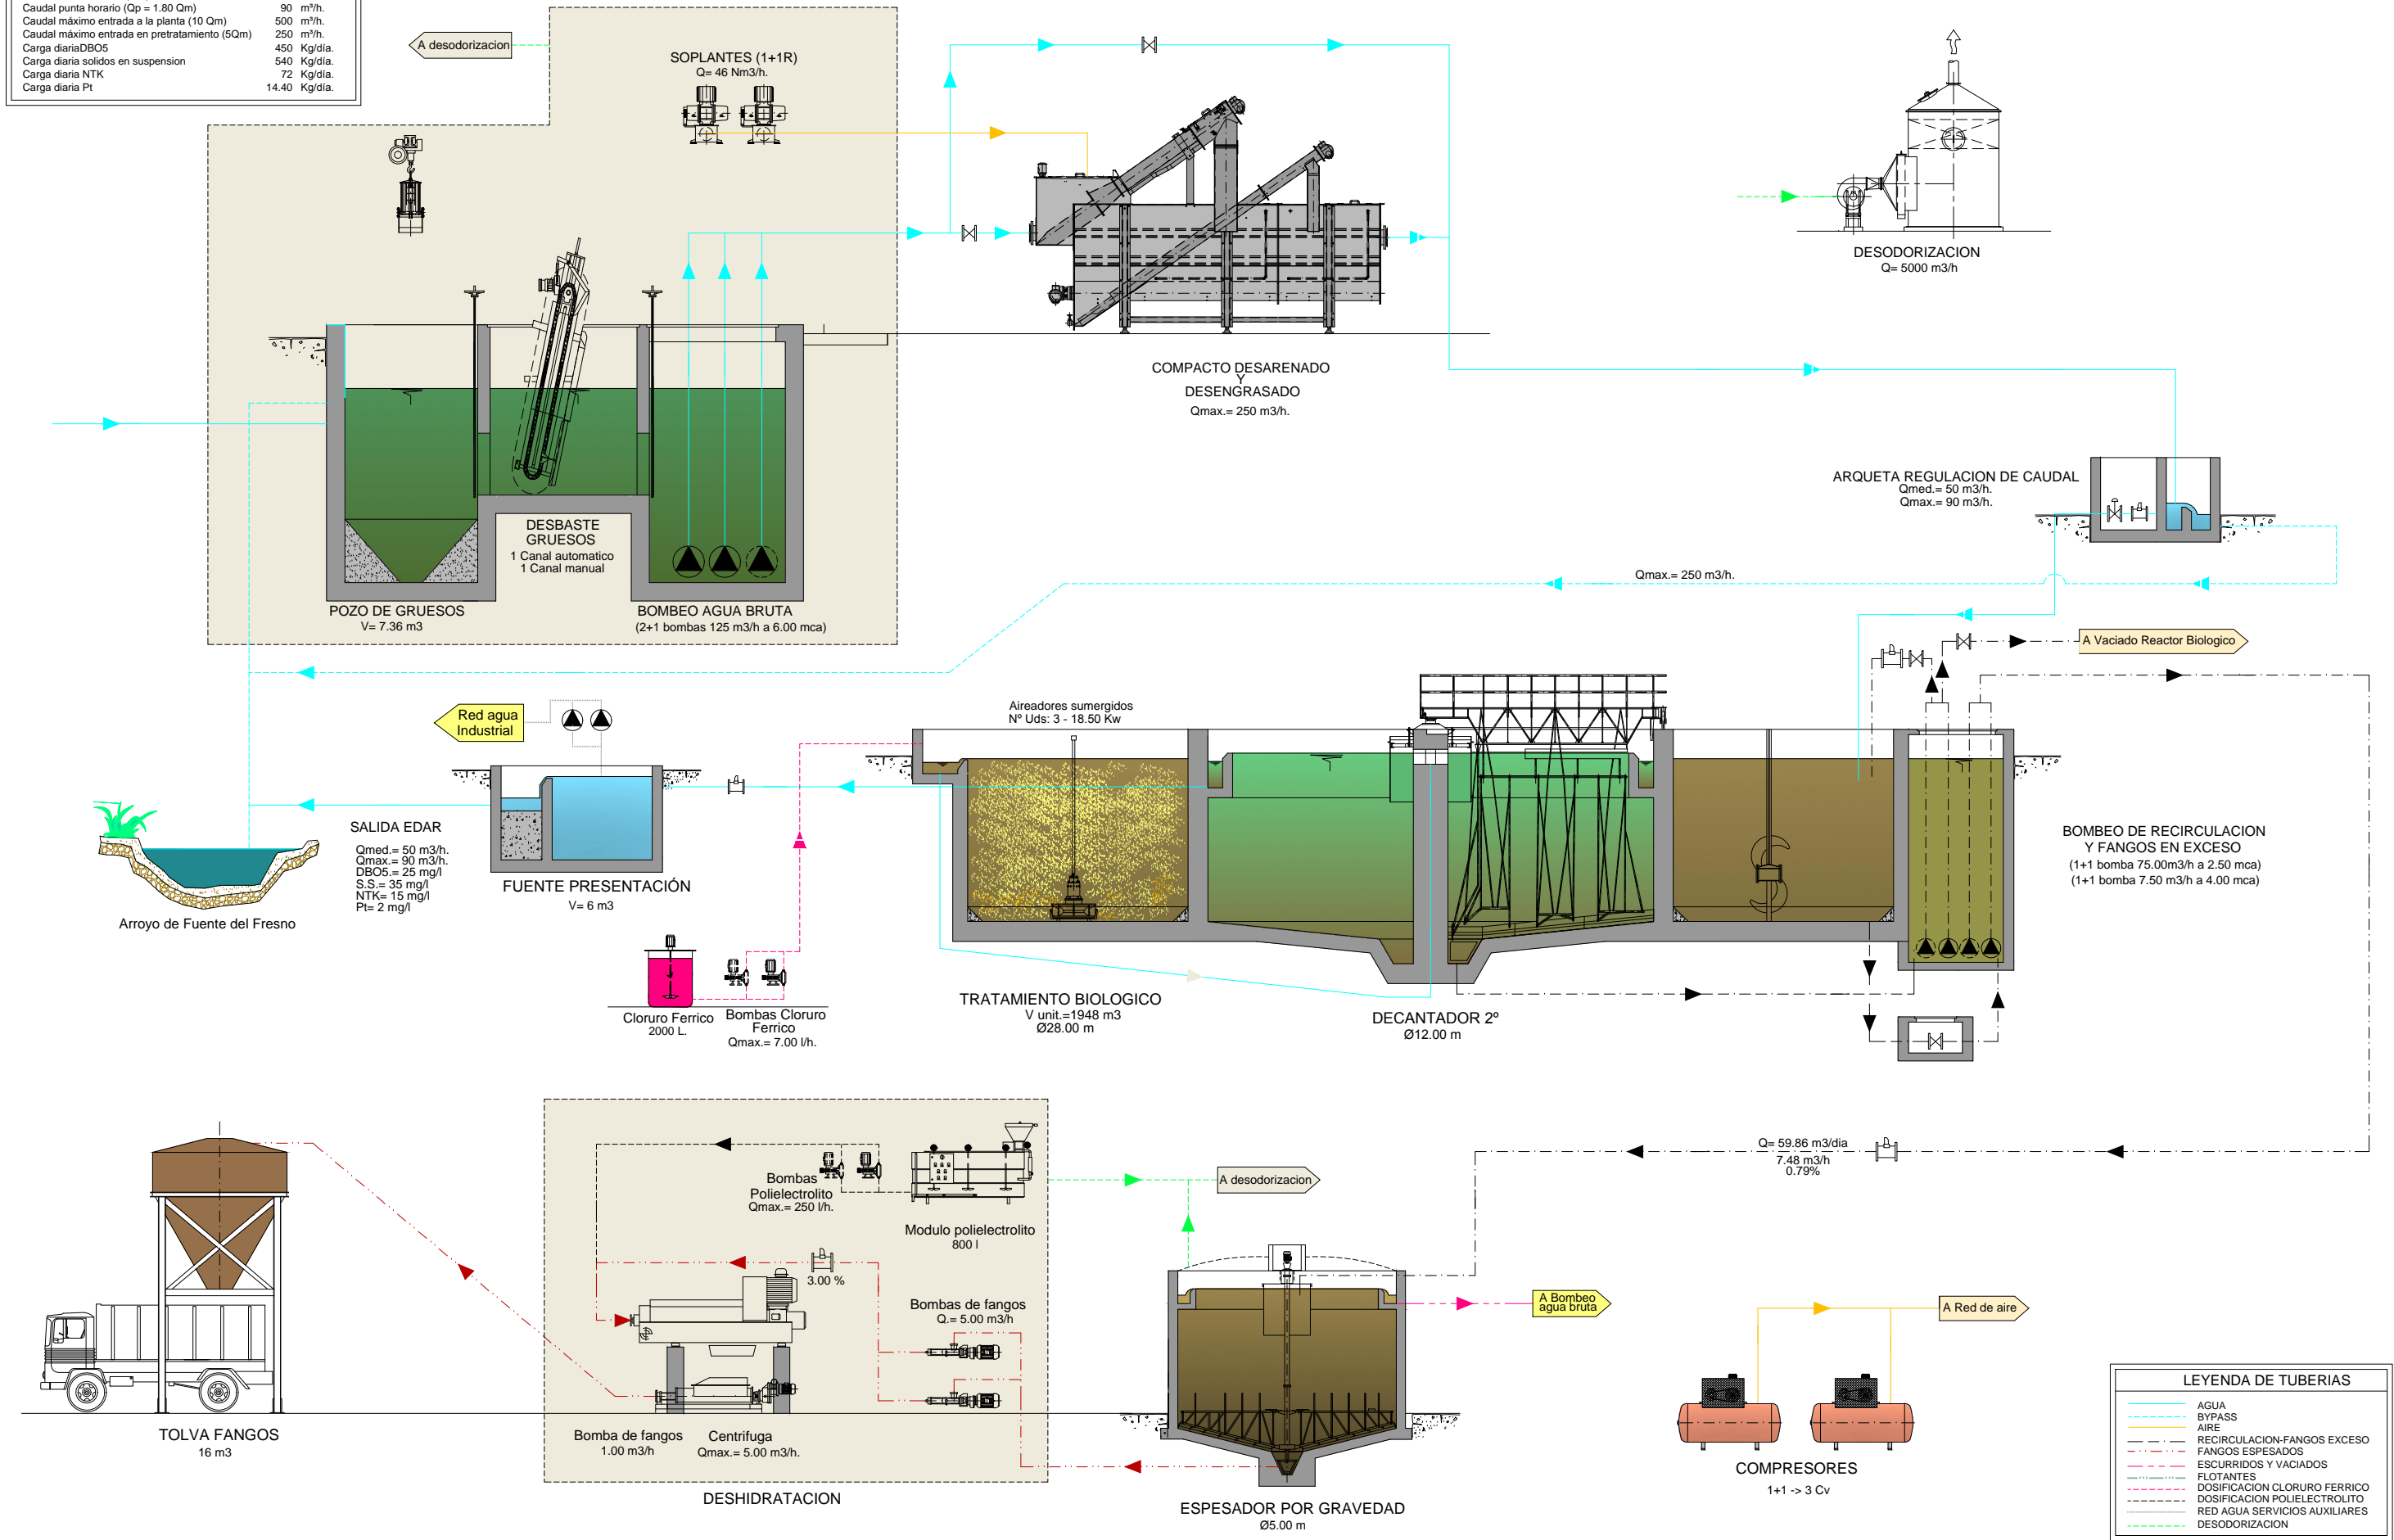 Caudal punta horario (Qp = 1.80 Qm) 90 m³/h.
Caudal máximo entrada a la planta (10 Qm) 500 m³/h.
Caudal máximo entrada en pretratamiento (5Qm) 250 m³/h.
Carga diariaDBO5 450 Kg/día.
Carga diaria solidos en suspension 540 Kg/día.
Carga diaria NTK 72 Kg/día.
Carga diaria Pt 14.40 Kg/día.
A desodorizacion
SOPLANTES (1+1R)
Q= 46 Nm3/h.
COMPACTO DESARENADO
Y
DESENGRASADO
Qmax.= 250 m3/h.
DESODORIZACION
Q= 5000 m3/h
DESBASTE
GRUESOS
1 Canal automatico
1 Canal manual
POZO DE GRUESOS
V= 7.36 m3
BOMBEO AGUA BRUTA
(2+1 bombas 125 m3/h a 6.00 mca)
ARQUETA REGULACION DE CAUDAL
Qmed.= 50 m3/h.
Qmax.= 90 m3/h.
Qmax.= 250 m3/h.
A Vaciado Reactor Biologico
Red agua
Industrial
Aireadores sumergidos
Nº Uds: 3 - 18.50 Kw
SALIDA EDAR
Qmed.= 50 m3/h.
Qmax.= 90 m3/h.
DBO5.= 25 mg/l
S.S.= 35 mg/l
NTK= 15 mg/l
Pt= 2 mg/l
Arroyo de Fuente del Fresno
FUENTE PRESENTACIÓN
V= 6 m3
Cloruro Ferrico
2000 L.
Bombas Cloruro
Ferrico
Qmax.= 7.00 l/h.
TRATAMIENTO BIOLOGICO
V unit.=1948 m3
Ø28.00 m
DECANTADOR 2º
Ø12.00 m
BOMBEO DE RECIRCULACION
Y FANGOS EN EXCESO
(1+1 bomba 75.00m3/h a 2.50 mca)
(1+1 bomba 7.50 m3/h a 4.00 mca)
Q= 59.86 m3/dia
7.48 m3/h
0.79%
TOLVA FANGOS
16 m3
Bombas
Polielectrolito
Qmax.= 250 l/h.
Modulo polielectrolito
800 l
3.00 %
Bombas de fangos
Q.= 5.00 m3/h
Bomba de fangos
1.00 m3/h
Centrifuga
Qmax.= 5.00 m3/h.
DESHIDRATACION
A desodorizacion
A Bombeo
agua bruta
ESPESADOR POR GRAVEDAD
Ø5.00 m
A Red de aire
COMPRESORES
1+1 -> 3 Cv
LEYENDA DE TUBERIAS
AGUA
BYPASS
AIRE
RECIRCULACION-FANGOS EXCESO
FANGOS ESPESADOS
ESCURRIDOS Y VACIADOS
FLOTANTES
DOSIFICACION CLORURO FERRICO
DOSIFICACION POLIELECTROLITO
RED AGUA SERVICIOS AUXILIARES
DESODORIZACION